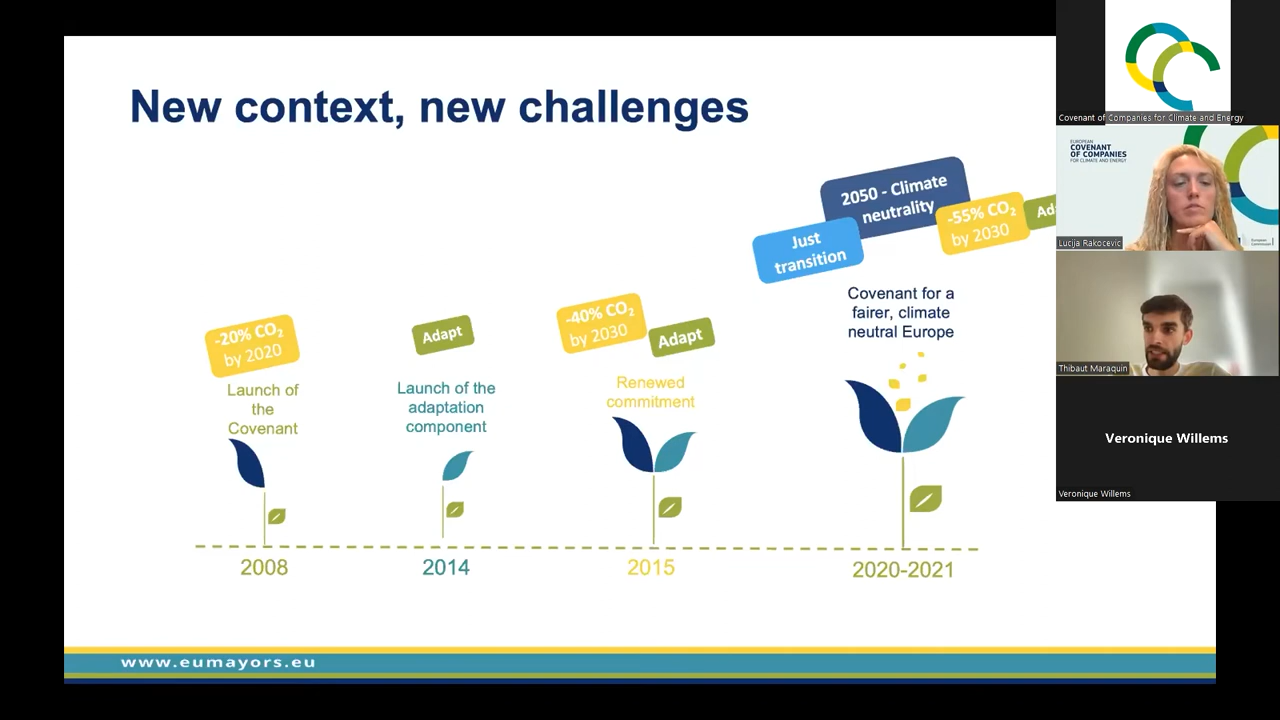 New context, new challenges
-20% CO₂
by 2020
Launch of
the
Covenant
2008
Adapt
Launch of the
adaptation
component
2014
-40% CO₂
by 2030
Adapt
Renewed
commitment
2015
2050 - Climate
neutrality
Just
transition
-55% CO₂
by 2030
Ad
Covenant for a
fairer, climate
neutral Europe
2020-2021
www.eumayors.eu
Covenant of Companies for Climate and Energy
EUROPEAN
COVENANT
OF COMPANIES
FOR CLIMATE AND ENERGY
Lucija Rakocevic
Thibaut Maraquin
Veronique Willems
Veronique Willems